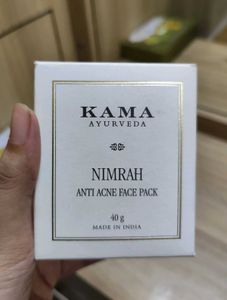 KAMA
AYURVEDA
NIMRAH
ANTI ACNE FACE PACK
40 g
MADE IN INDIA